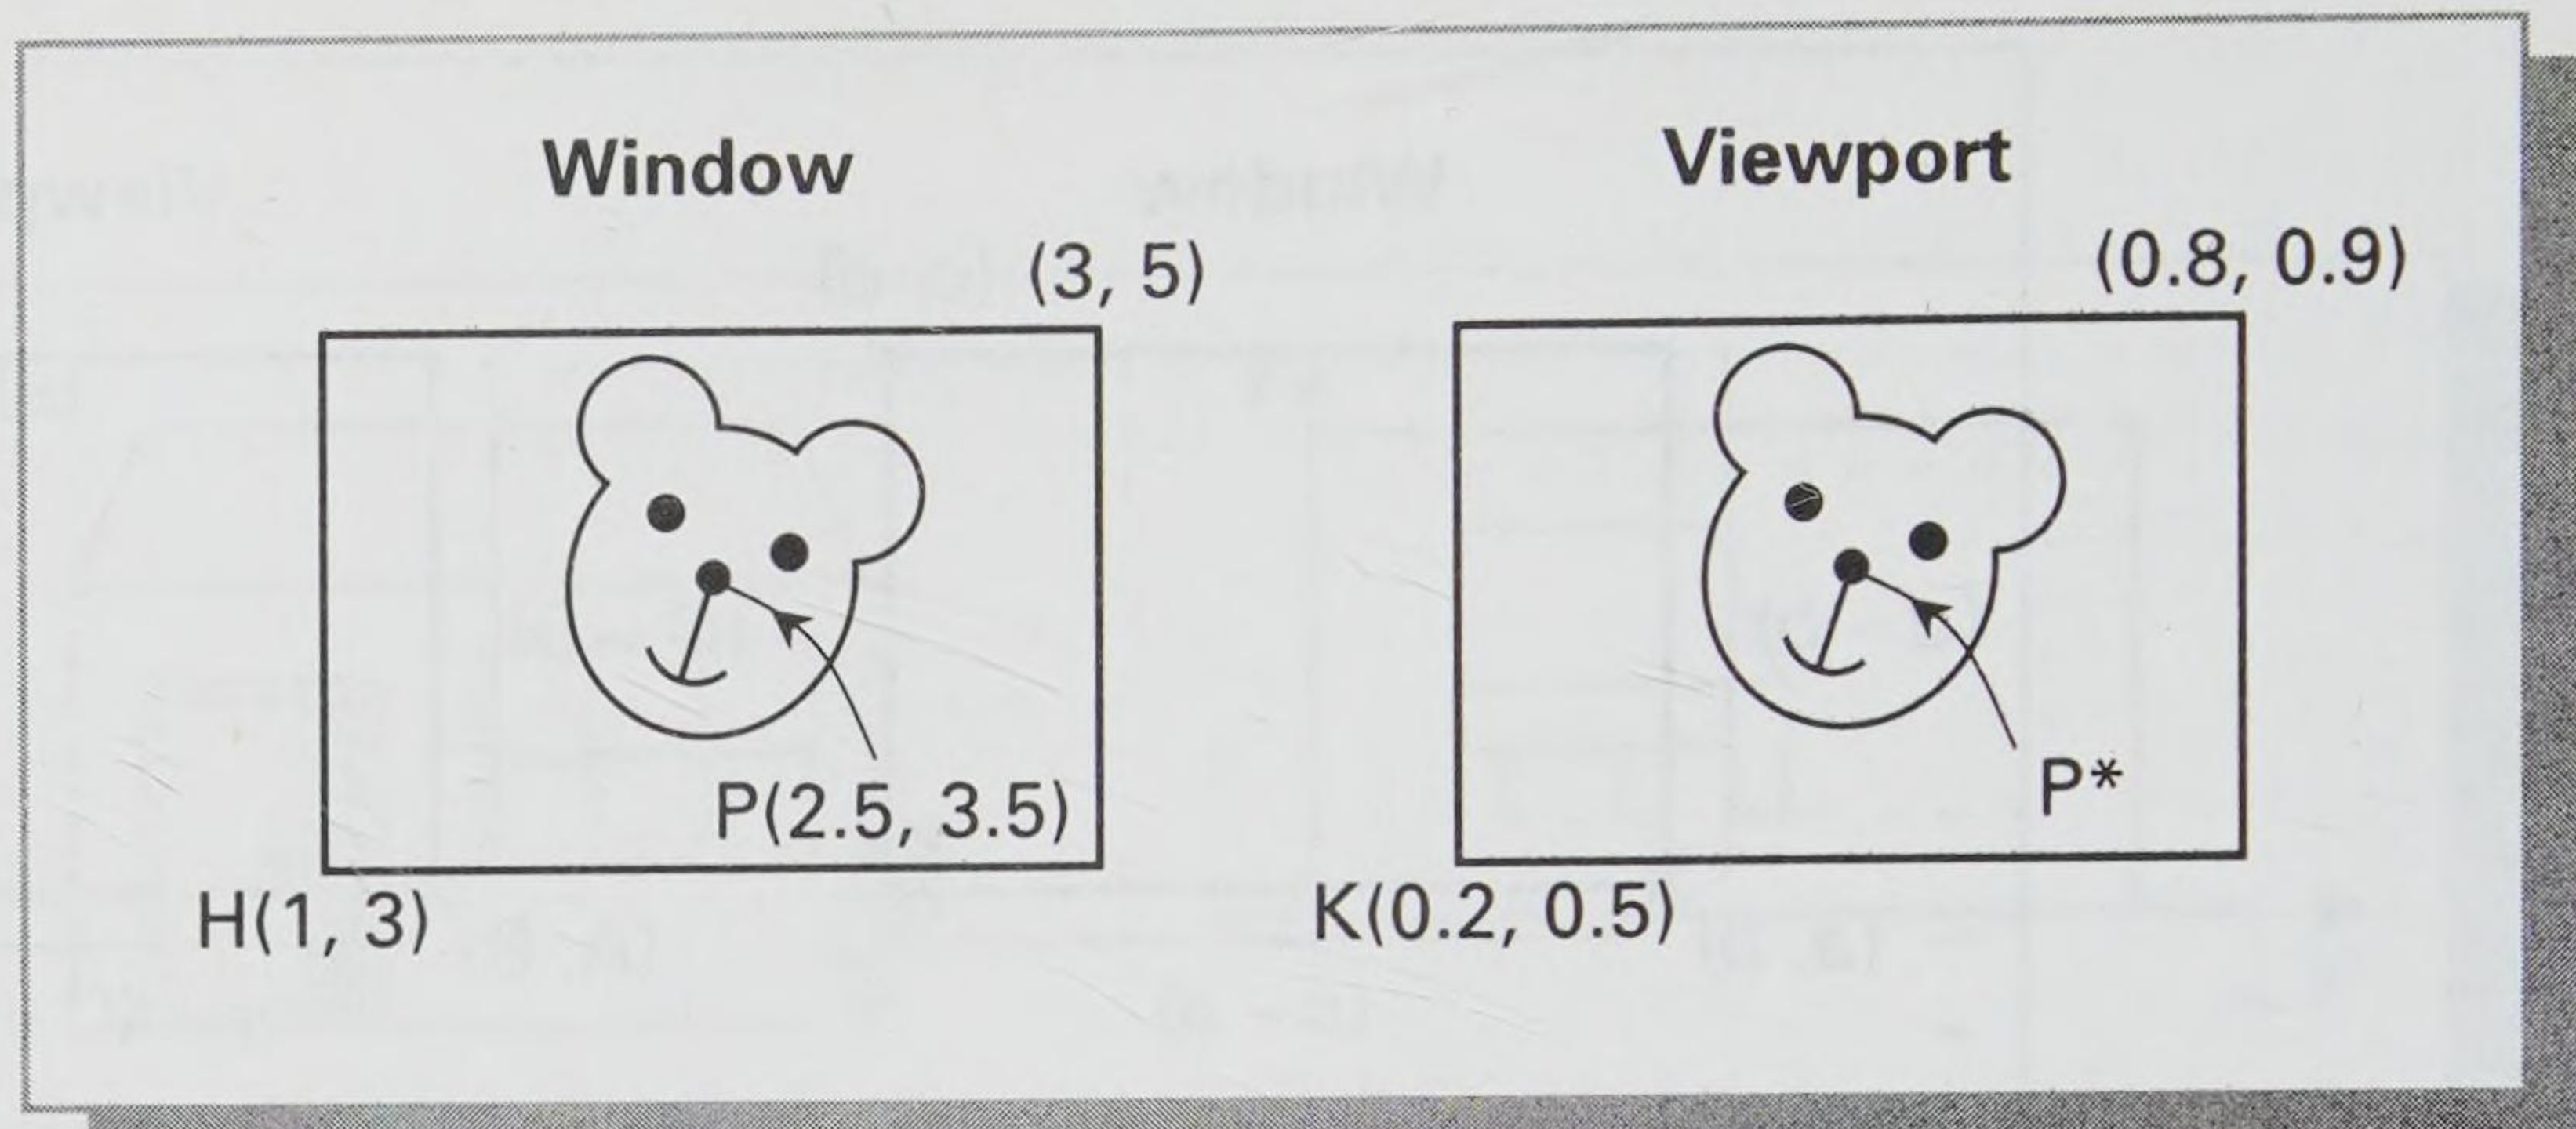 Window
(3, 5)
P(2.5, 3.5)
H(1, 3)
Viewport
(0.8, 0.9)
P*
K(0.2, 0.5)